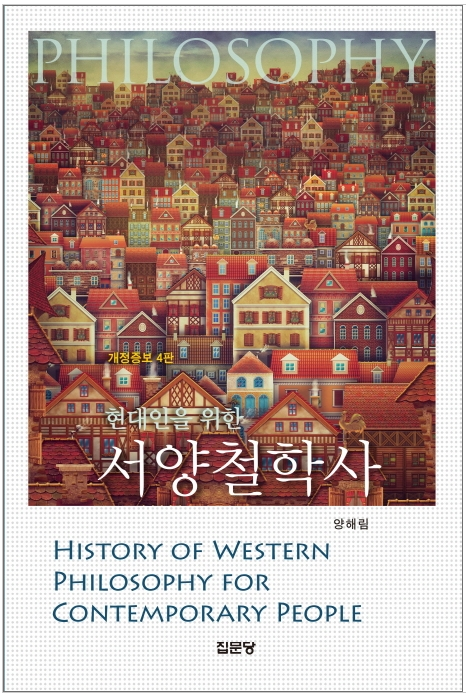 PHILOSOPHY
개정증보 4판
현대인을 위한
서양철학사
양해림
HISTORY OF WESTERN
PHILOSOPHY FOR
CONTEMPORARY PEOPLE
집문당